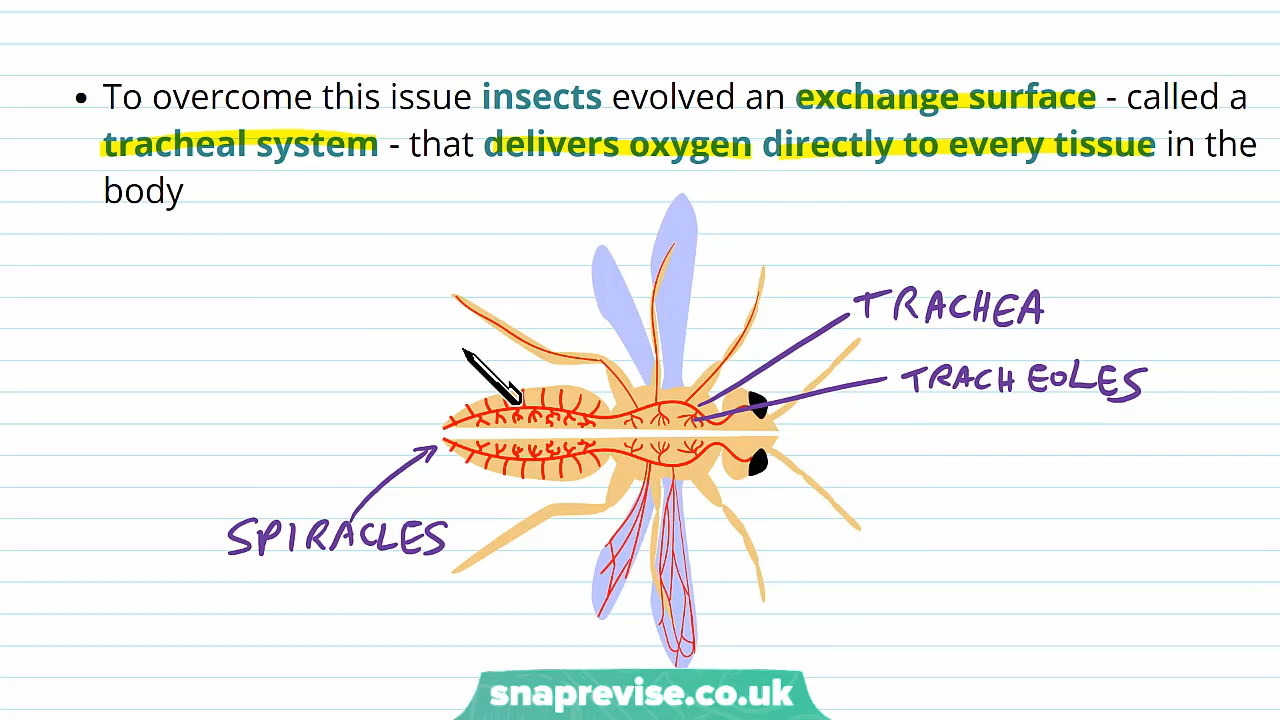 • To overcome this issue insects evolved an exchange surface - called a
tracheal system - that delivers oxygen directly to every tissue in the
body
TRACHEA
TRACHEOLES
SPIRACLES
snaprevise.co.uk